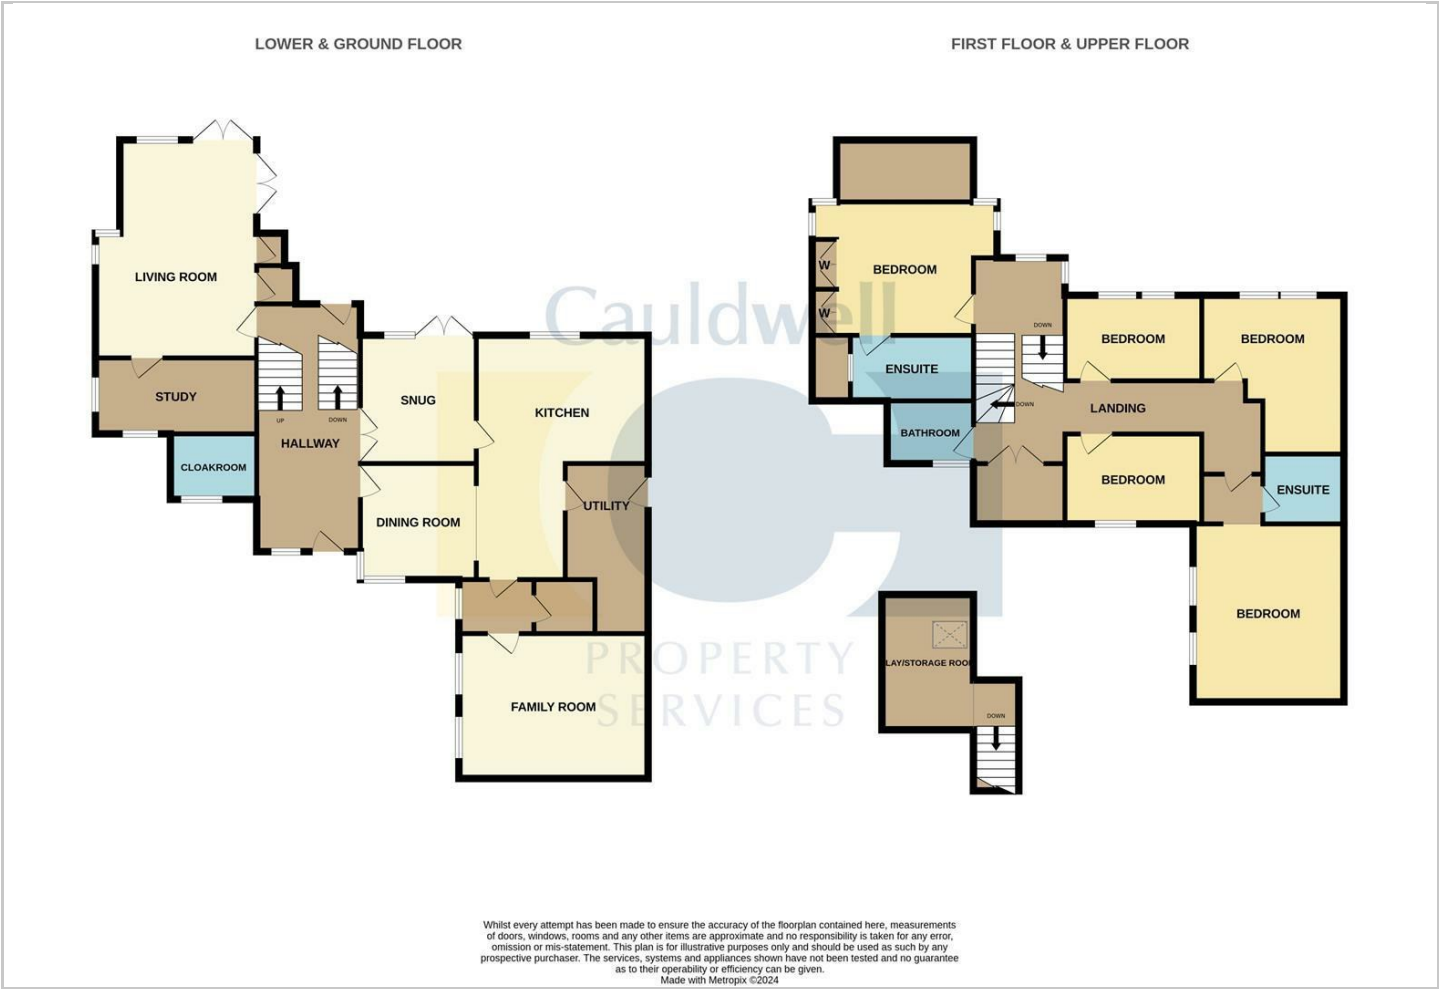 LOWER & GROUND FLOOR
FIRST FLOOR & UPPER FLOOR
LIVING ROOM
STUDY
CLOAKROOM
UP
DOWN
HALLWAY
SNUG
KITCHEN
DINING ROOM
UTILITY
FAMILY ROOM
BEDROOM
W
W
ENSUITE
BATHROOM
DOWN
DOWN
LANDING
BEDROOM
BEDROOM
BEDROOM
ENSUITE
BEDROOM
LAY/STORAGE ROO
DOWN
Cauldwell
PROPERTY
SERVICES
Whilst every attempt has been made to ensure the accuracy of the floorplan contained here, measurements
of doors, windows, rooms and any other items are approximate and no responsibility is taken for any error,
omission or mis-statement. This plan is for illustrative purposes only and should be used as such by any
prospective purchaser. The services, systems and appliances shown have not been tested and no guarantee
as to their operability or efficiency can be given.
Made with Metropix ©2024